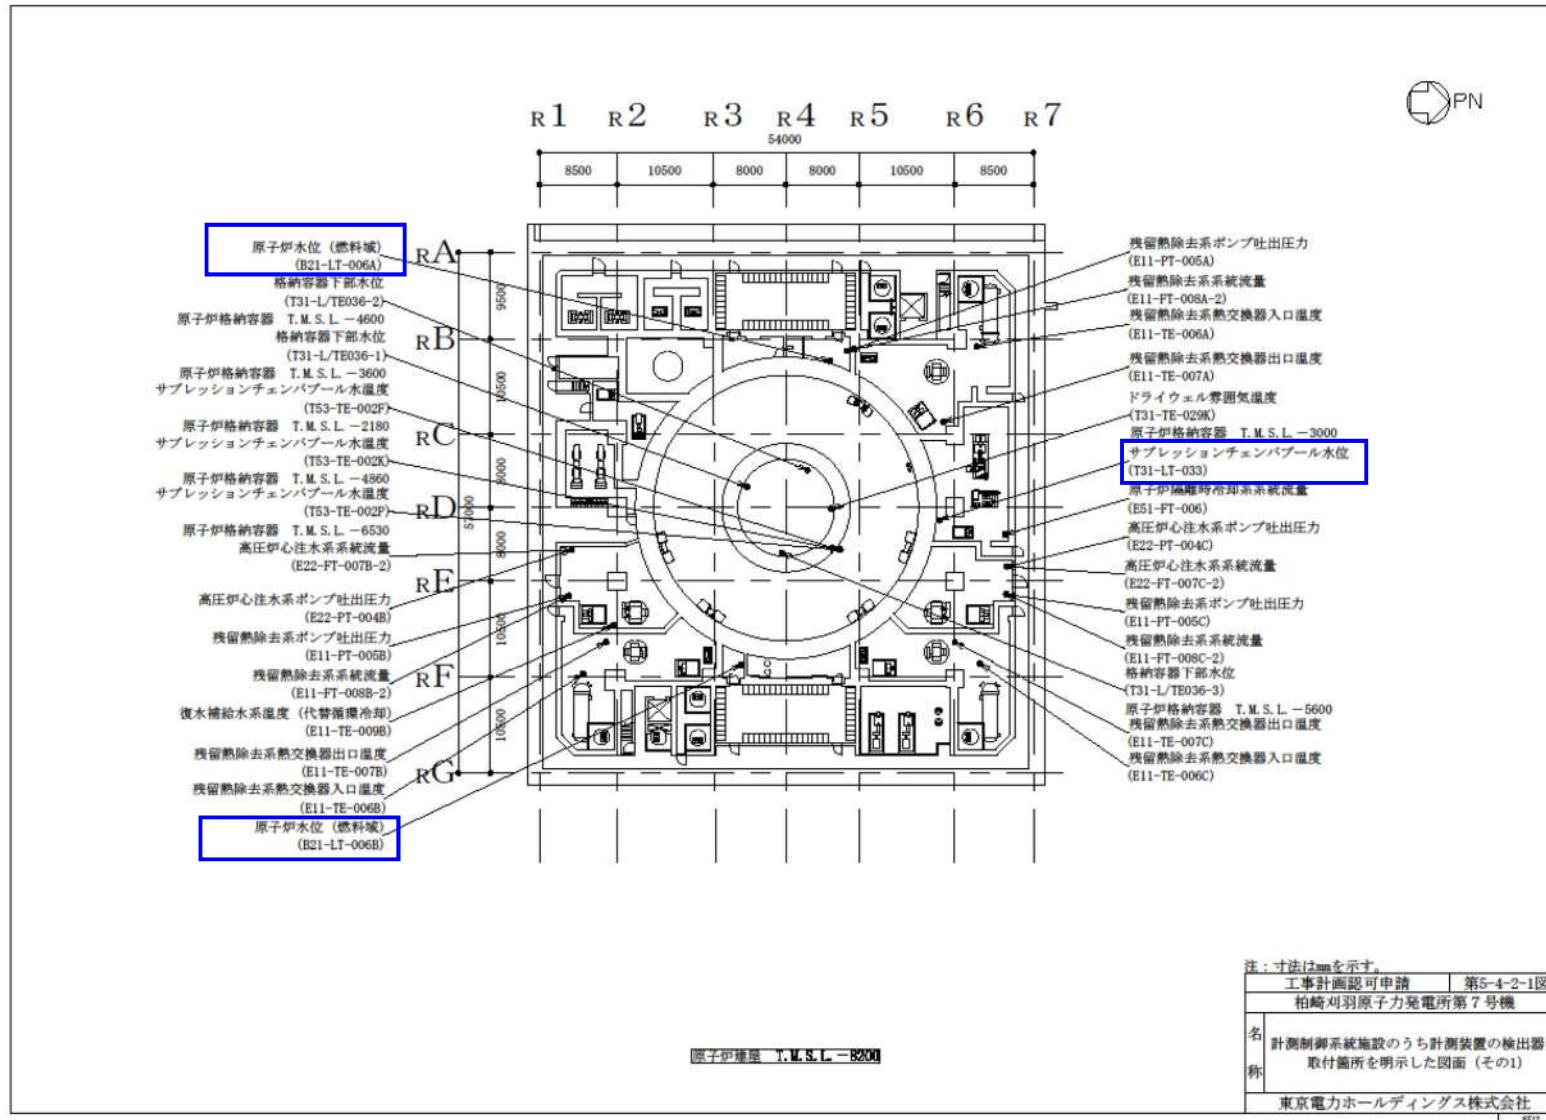 PN
R1 R2 R3 R4 R5 R6 R7
54000
8500 10500 8000 8000 10500 8500
RA
RB
RC
RD
RE
RF
RG
9500
10500
8000
57000
8000
10500
10500
原子炉水位（燃料域）
(B21-LT-006A)
格納容器下部水位
(T31-L/TE036-2)
原子炉格納容器 T.M.S.L.-4600
格納容器下部水位
(T31-L/TE036-1)
原子炉格納容器 T.M.S.L.-3600
サプレッションチェンバプール水温度
(T53-TE-002F)
原子炉格納容器 T.M.S.L.-2180
サプレッションチェンバプール水温度
(T53-TE-002K)
原子炉格納容器 T.M.S.L.-4860
サプレッションチェンバプール水温度
(T53-TE-002P)
原子炉格納容器 T.M.S.L.-6530
高圧炉心注水系系統流量
(E22-FT-007B-2)
高圧炉心注水系ポンプ吐出圧力
(E22-PT-004B)
残留熱除去系ポンプ吐出圧力
(E11-PT-005B)
残留熱除去系系統流量
(E11-FT-008B-2)
復水補給水系温度（代替循環冷却）
(E11-TE-009B)
残留熱除去系熱交換器出口温度
(E11-TE-007B)
残留熱除去系熱交換器入口温度
(E11-TE-006B)
原子炉水位（燃料域）
(B21-LT-006B)
残留熱除去系ポンプ吐出圧力
(E11-PT-005A)
残留熱除去系系統流量
(E11-FT-008A-2)
残留熱除去系熱交換器入口温度
(E11-TE-006A)
残留熱除去系熱交換器出口温度
(E11-TE-007A)
ドライウェル雰囲気温度
(T31-TE-029K)
原子炉格納容器 T.M.S.L.-3000
サプレッションチェンバプール水位
(T31-LT-033)
原子炉隔離時冷却系系統流量
(E51-FT-006)
高圧炉心注水系ポンプ吐出圧力
(E22-PT-004C)
高圧炉心注水系系統流量
(E22-FT-007C-2)
残留熱除去系ポンプ吐出圧力
(E11-PT-005C)
残留熱除去系系統流量
(E11-FT-008C-2)
格納容器下部水位
(T31-L/TE036-3)
原子炉格納容器 T.M.S.L.-5600
残留熱除去系熱交換器出口温度
(E11-TE-007C)
残留熱除去系熱交換器入口温度
(E11-TE-006C)
原子炉建屋 T.M.S.L.-8200
注：寸法はmmを示す。
工事計画認可申請 第5-4-2-1図
柏崎刈羽原子力発電所第７号機
名称
計測制御系統施設のうち計測装置の検出器
取付箇所を明示した図面（その1）
東京電力ホールディングス株式会社